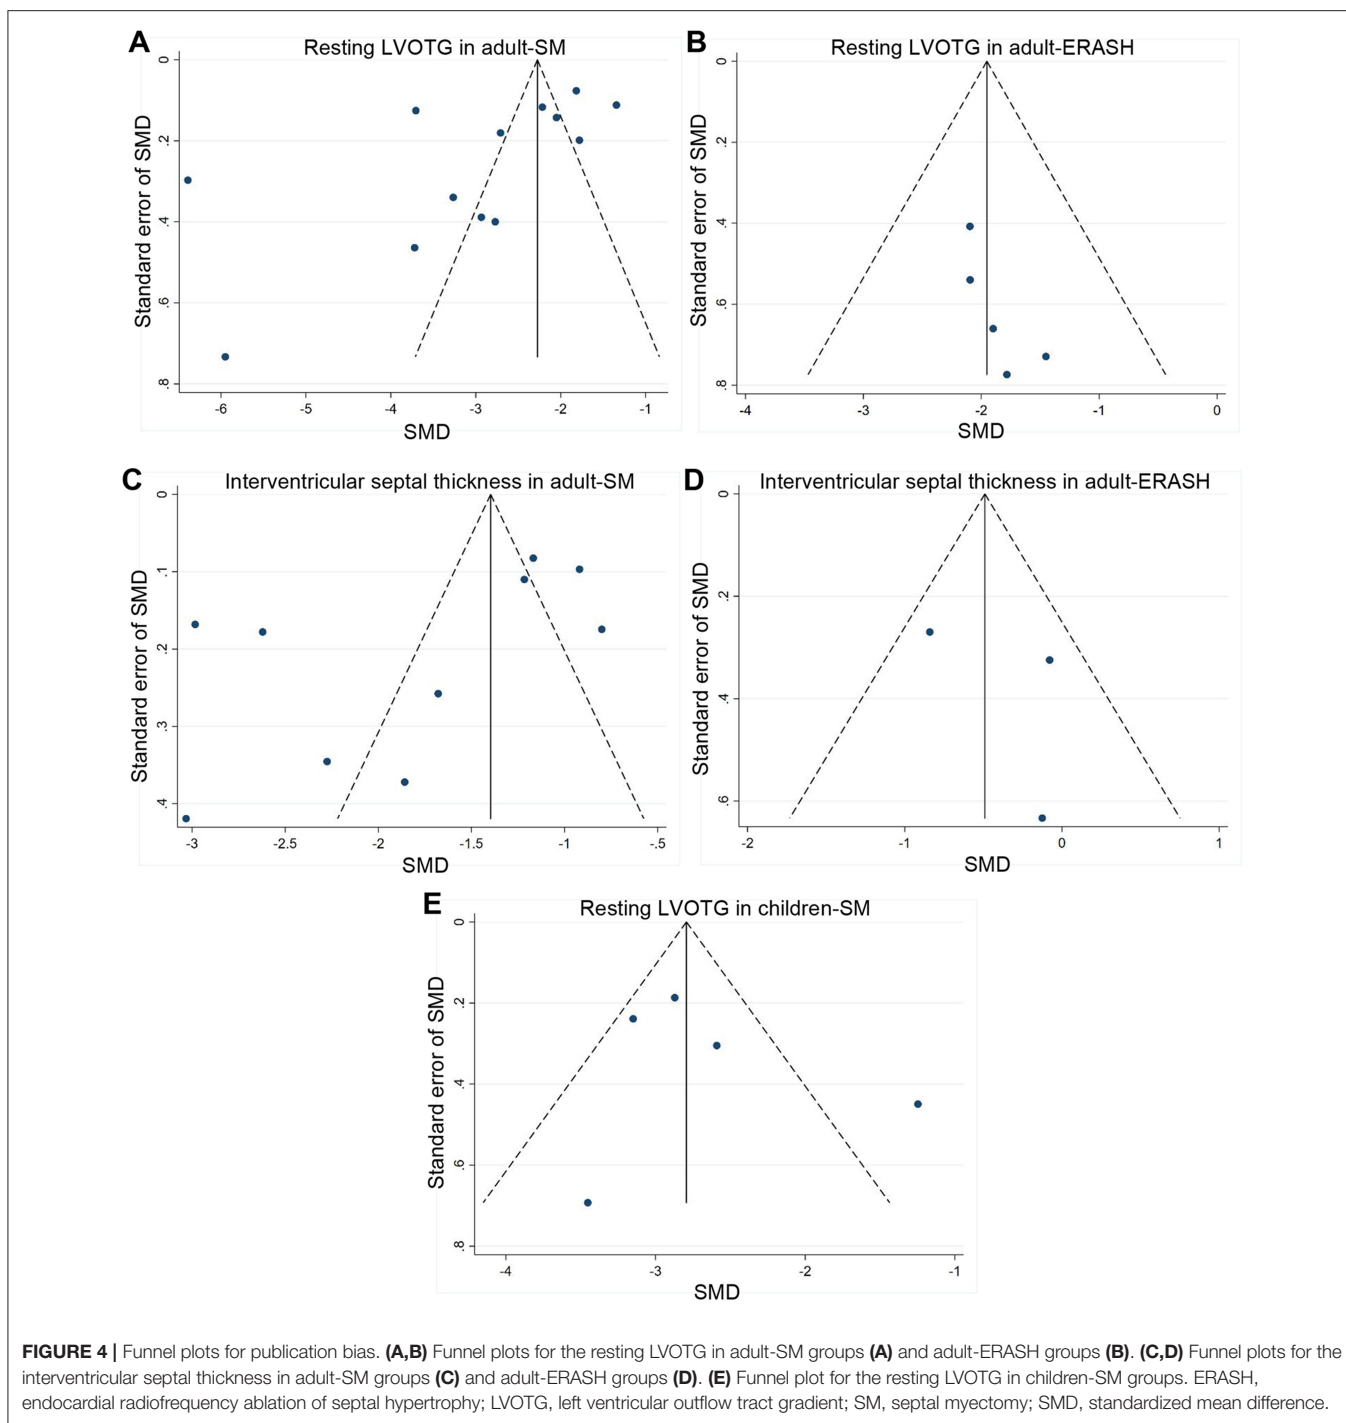 A
Resting LVOTG in adult-SM
Standard error of SMD
0
.2
.4
.6
.8
-6
-5
-4
-3
-2
-1
SMD
B
Resting LVOTG in adult-ERASH
Standard error of SMD
0
.2
.4
.6
.8
-4
-3
-2
-1
0
SMD
C
Interventricular septal thickness in adult-SM
Standard error of SMD
0
.1
.2
.3
.4
-3
-2.5
-2
-1.5
-1
-.5
SMD
D
Interventricular septal thickness in adult-ERASH
Standard error of SMD
0
.2
.4
.6
-2
-1
0
1
SMD
E
Resting LVOTG in children-SM
Standard error of SMD
0
.2
.4
.6
.8
-4
-3
-2
-1
SMD
FIGURE 4 | Funnel plots for publication bias. (A,B) Funnel plots for the resting LVOTG in adult-SM groups (A) and adult-ERASH groups (B). (C,D) Funnel plots for the
interventricular septal thickness in adult-SM groups (C) and adult-ERASH groups (D). (E) Funnel plot for the resting LVOTG in children-SM groups. ERASH,
endocardial radiofrequency ablation of septal hypertrophy; LVOTG, left ventricular outflow tract gradient; SM, septal myectomy; SMD, standardized mean difference.